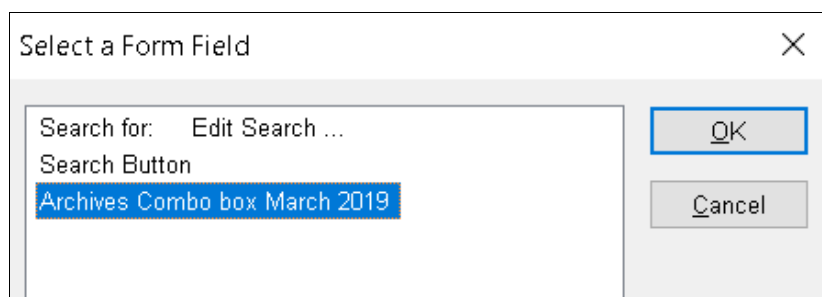 Select a Form Field
Search for: Edit Search ...
Search Button
Archives Combo box March 2019
OK
Cancel